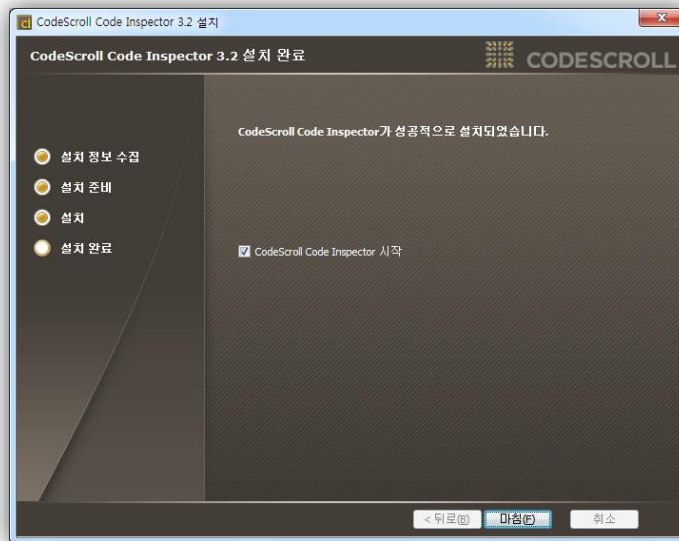 CodeScroll Code Inspector 3.2 설치
CodeScroll Code Inspector 3.2 설치 완료
CODESCROLL
CodeScroll Code Inspector가 성공적으로 설치되었습니다.
설치 정보 수집
설치 준비
설치
설치 완료
CodeScroll Code Inspector 시작
< 뒤로(B) 마침(F) 취소